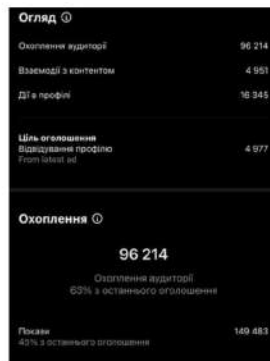 Огляд
Охоплення аудиторії 96 214
Взаємодії з контентом 4 951
Дії в профілі 16 345
Ціль оголошення
Відвідування профілю 4 977
From latest ad
Охоплення
96 214
Охоплення аудиторії
63% з останнього оголошення
Покази 149 483
43% з останнього оголошення